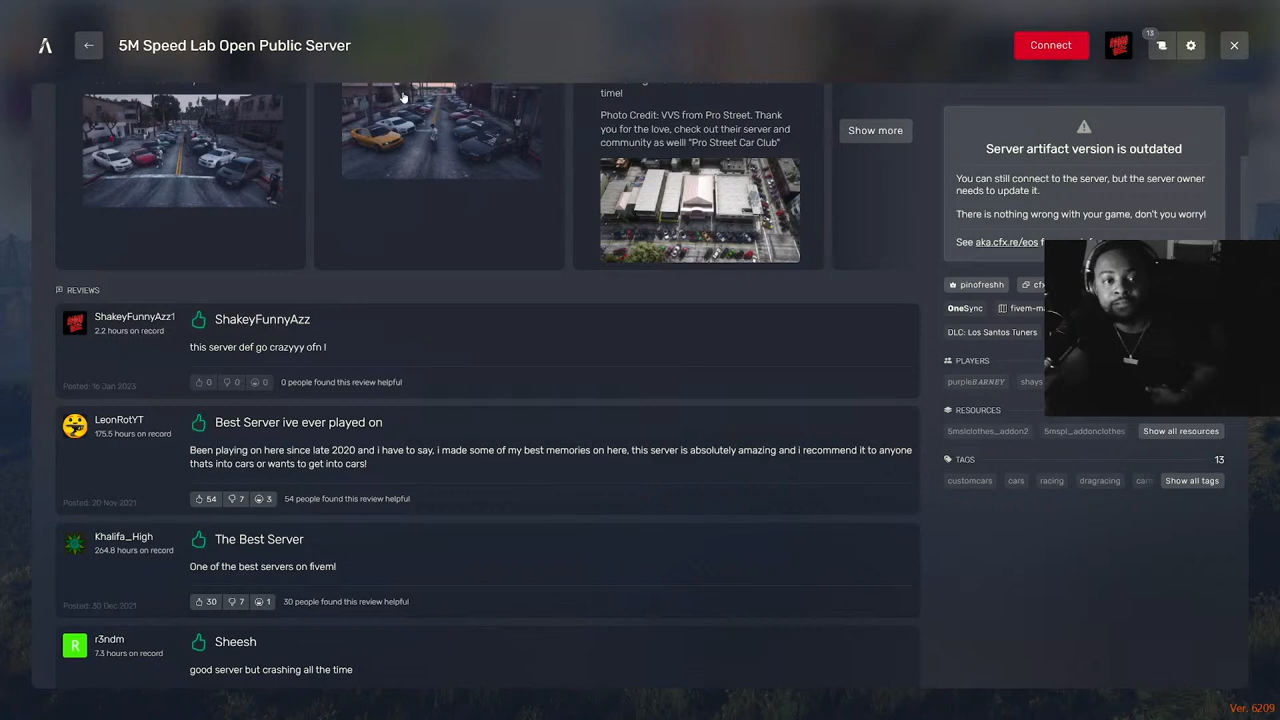 5M Speed Lab Open Public Server
Connect
13
time!
Photo Credit: VVS from Pro Street. Thank
you for the love, check out their server and
community as well "Pro Street Car Club"
Show more
Server artifact version is outdated
You can still connect to the server, but the server owner
needs to update it.
There is nothing wrong with your game, don't you worry!
See aka.cfx.re/eos
pinofreshh
OneSync
DLC: Los Santos Tuners
PLAYERS
purpleBARNEY
RESOURCES
5mslclothes_addon2 5mspl_addonclothes Show all resources
TAGS 13
customcars cars racing dragracing Show all tags
REVIEWS
ShakeyFunnyAzz1
2.2 hours on record
Posted: 16 Jan 2023
ShakeyFunnyAzz
this server def go crazyyy ofn !
0 0 0 0 people found this review helpful
LeonRotYT
175.5 hours on record
Posted: 20 Nov 2021
Best Server ive ever played on
Been playing on here since late 2020 and i have to say, i made some of my best memories on here, this server is absolutely amazing and i recommend it to anyone
thats into cars or wants to get into cars!
54 7 3 54 people found this review helpful
Khalifa_High
264.8 hours on record
Posted: 30 Dec 2021
The Best Server
One of the best servers on fivem!
30 7 1 30 people found this review helpful
R
r3ndm
7.3 hours on record
Sheesh
good server but crashing all the time
Ver. 6209